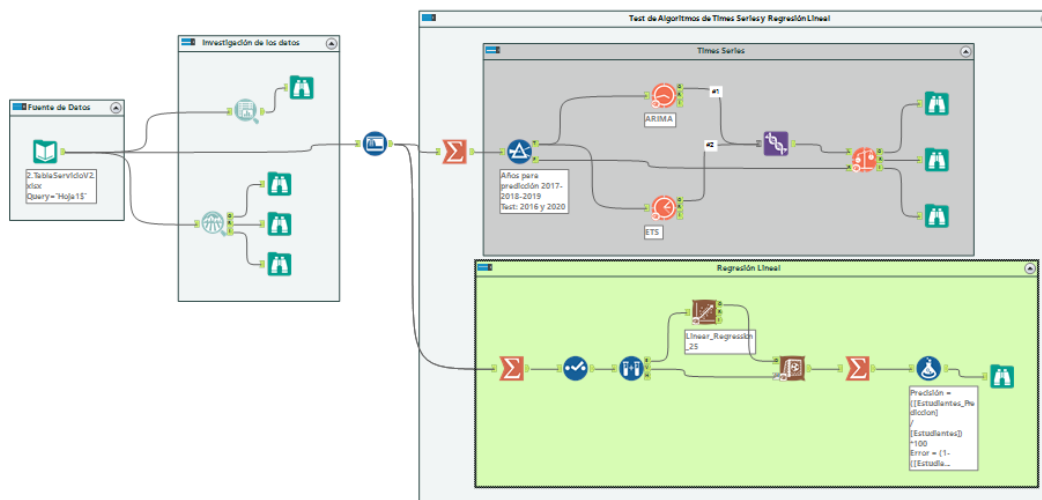 Test de Algoritmos de Times Series y Regresión Lineal
Investigación de los datos
Times Series
Fuente de Datos
#1
ARIMA
#2
2.TablaServicioV2.
xlsx
Query=`Hoja1$`
Años para
predicción 2017-
2018-2019
Test: 2016 y 2020
ETS
Regresión Lineal
Linear_Regression
_25
Precisión =
([Estudiantes_Pre
diccion]
/
[Estudiantes])
*100
Error = (1-
([Estudia...